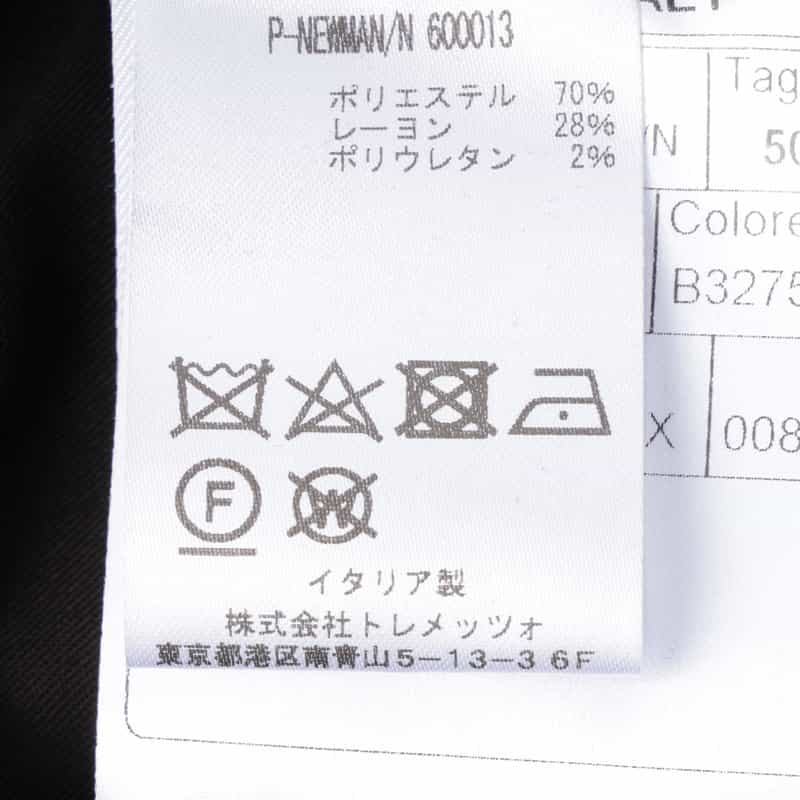 P-NEWMAN/N 600013
ポリエステル 70%
レーヨン 28%
ポリウレタン 2%
F
W
イタリア製
株式会社トレメッツォ
東京都港区南青山5-13-3 6F
Tag
/N
50
Colore
B3275
X
008